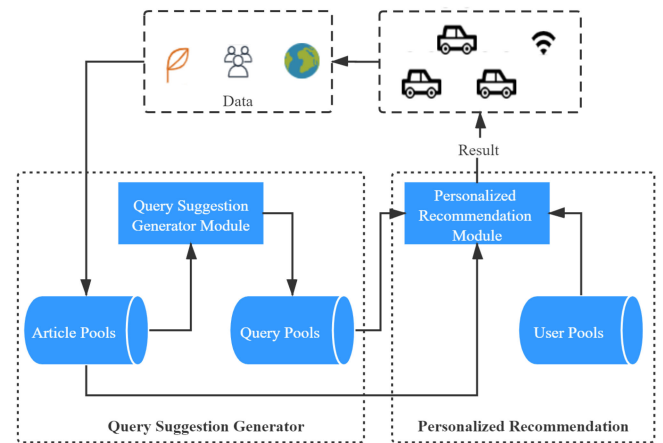 Data
Result
Query Suggestion
Generator Module
Personalized
Recommendation
Module
Article Pools
Query Pools
User Pools
Query Suggestion Generator
Personalized Recommendation